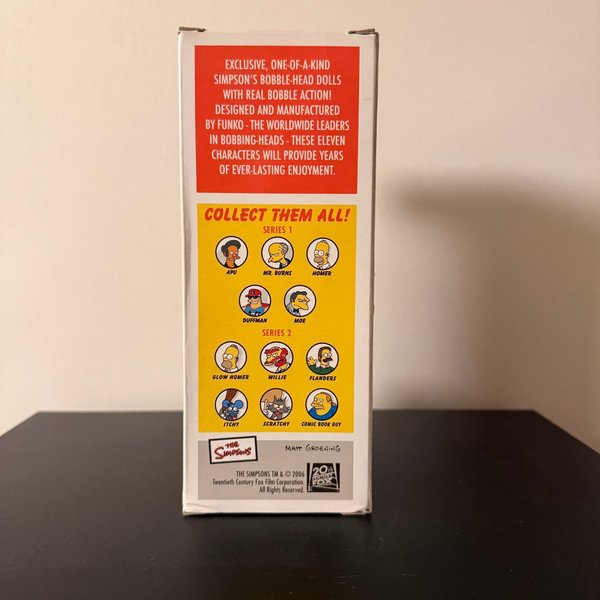 EXCLUSIVE, ONE-OF-A-KIND
SIMPSON'S BOBBLE-HEAD DOLLS
WITH REAL BOBBLE ACTION!
DESIGNED AND MANUFACTURED
BY FUNKO - THE WORLDWIDE LEADERS
IN BOBBING-HEADS - THESE ELEVEN
CHARACTERS WILL PROVIDE YEARS
OF EVER-LASTING ENJOYMENT.
COLLECT THEM ALL!
SERIES 1
APU MR. BURNS HOMER
DUFFMAN MOE
SERIES 2
GLOW HOMER WILLIE FLANDERS
ITCHY SCRATCHY COMIC BOOK GUY
THE SIMPSONS
MATT GROENING
THE SIMPSONS TM & © 2006
Twentieth Century Fox Film Corporation.
All Rights Reserved.
20th
CENTURY
FOX